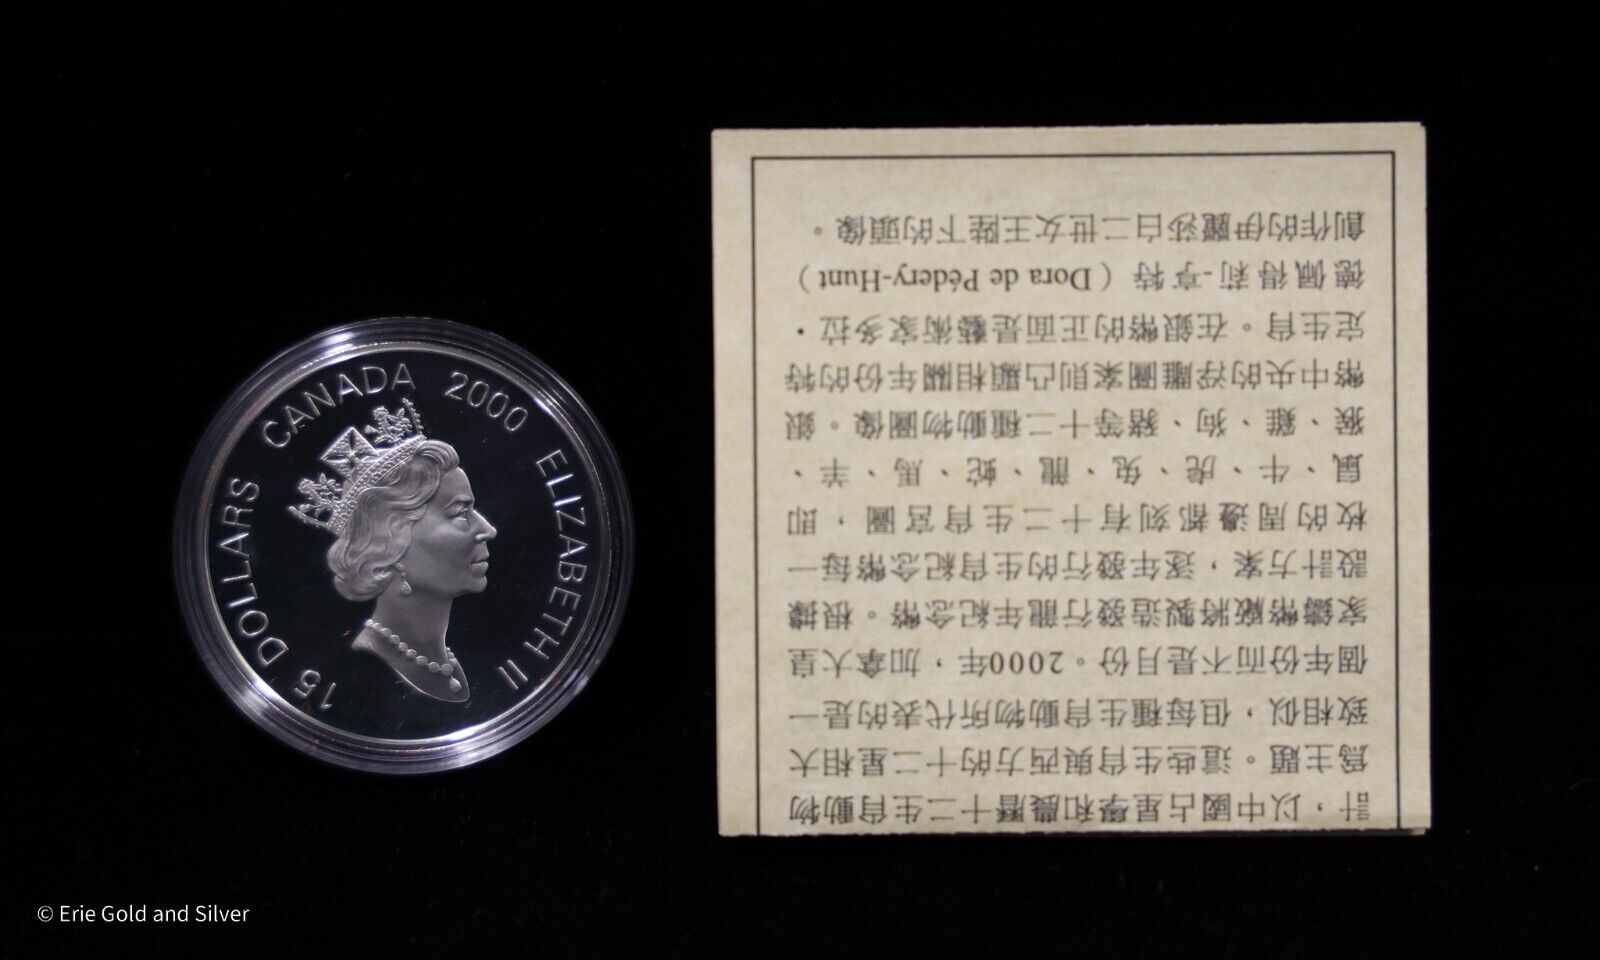 15 DOLLARS CANADA 2000 ELIZABETH II
計，以中國占星學和農曆十二生肖動物
為主題。這些生肖與西方的十二星相大
致相似，但每種生肖動物所代表的是一
個年份而不是月份。2000年，加拿大皇
家鑄幣廠將製造發行龍年紀念幣。根據
設計方案，逐年發行的生肖紀念幣每一
枚的周邊都刻有十二生肖宮圖，即
鼠、牛、虎、兔、龍、蛇、馬、羊、
猴、雞、狗、豬等十二種動物圖像。銀
幣中央的浮雕圖案則凸顯相關年份的特
定生肖。在銀幣的正面是藝術家多拉・
德佩得莉-亨特（Dora de Pédery-Hunt）
創作的伊麗沙白二世女王陛下的頭像。
© Erie Gold and Silver